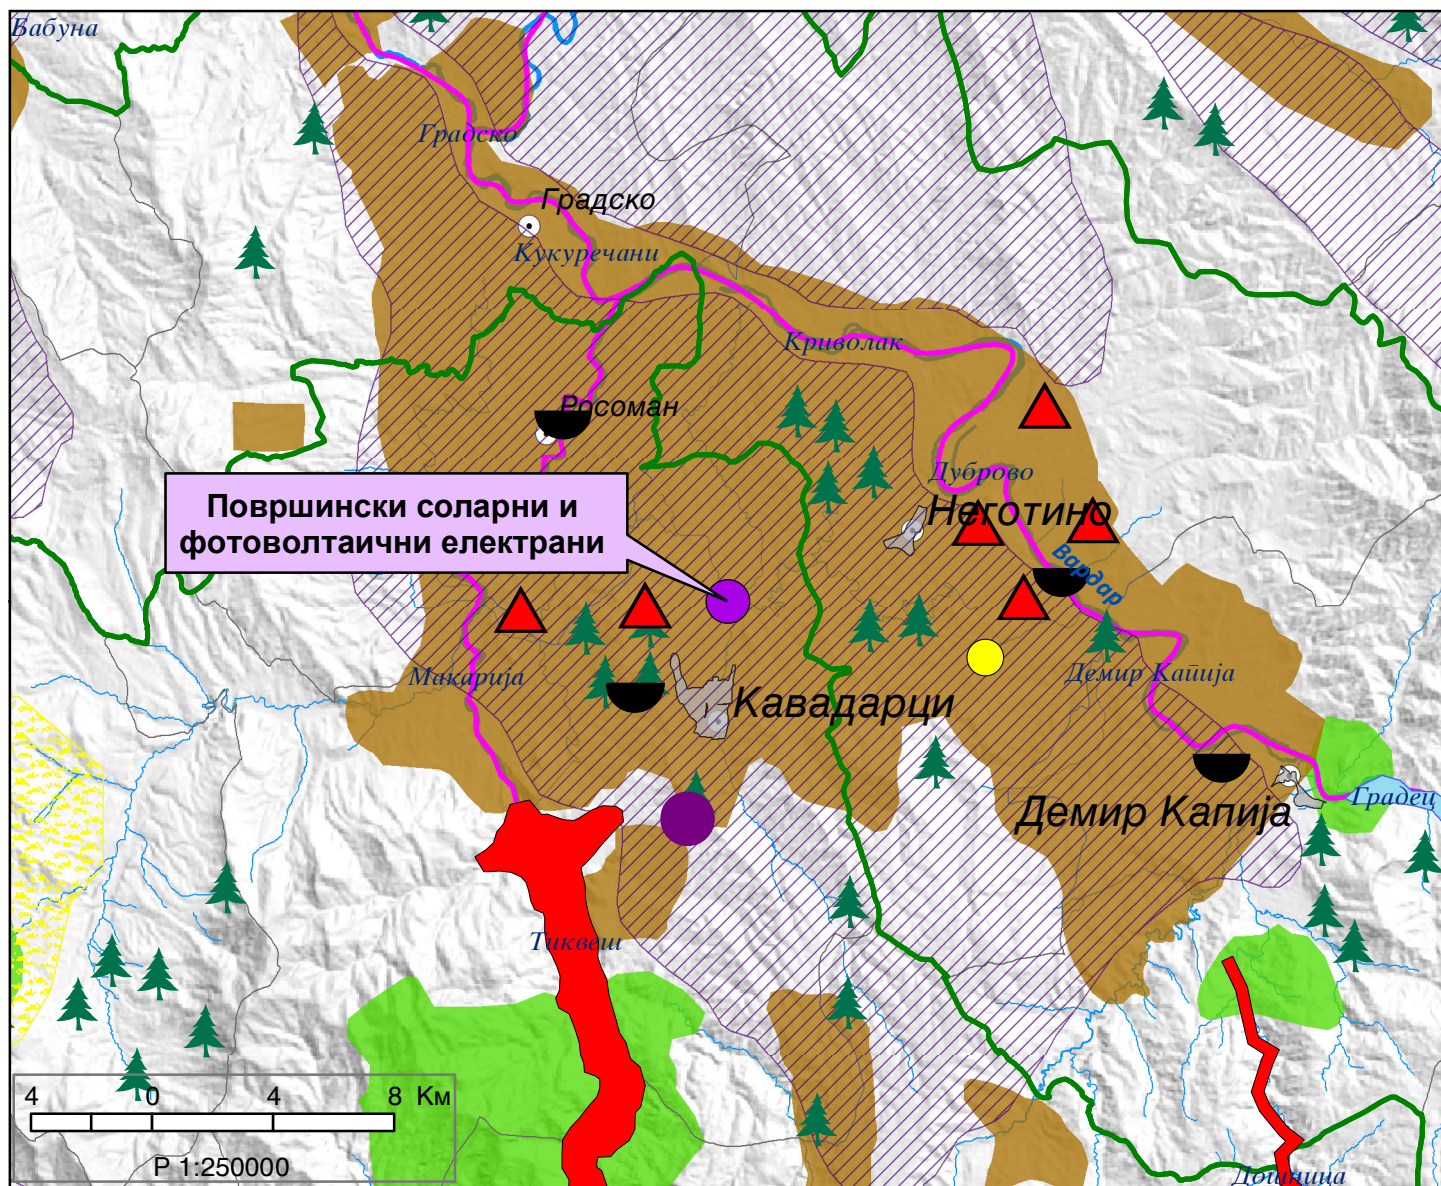 Бабуна
Градско
Градско
Кукуречани
Криволак
Росоман
Дуброво
Неготино
Површински соларни и
фотоволтаични електрани
Вардар
Макарија
Демир Капија
Кавадарци
Градец
Демир Капија
Тиквеш
4 0 4 8 Км
Р 1:250000
Дошница